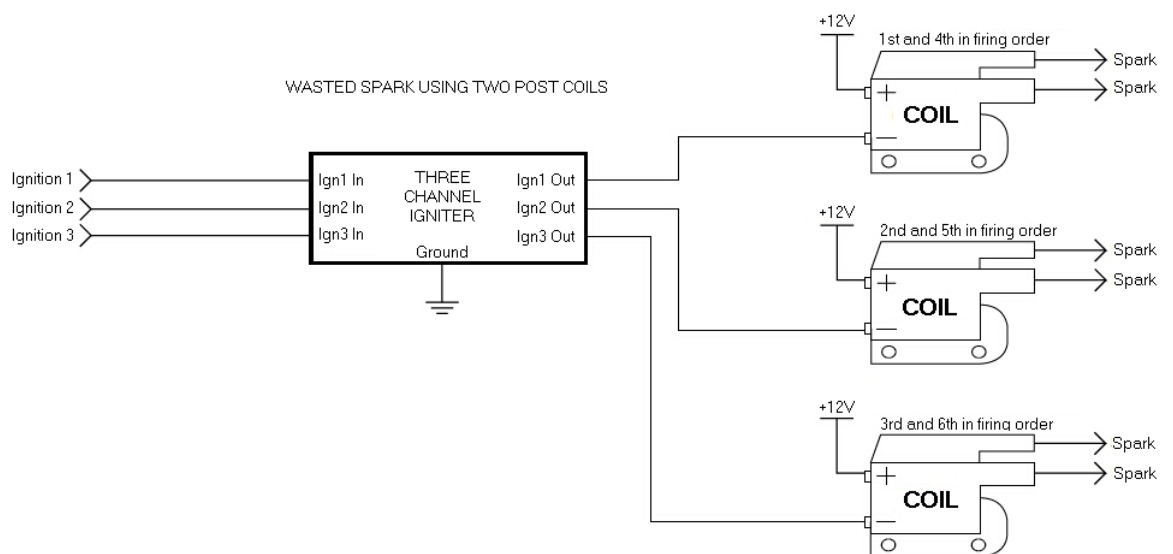 WASTED SPARK USING TWO POST COILS
Ignition 1
Ignition 2
Ignition 3
Ign1 In
Ign2 In
Ign3 In
THREE
CHANNEL
IGNITER
Ground
Ign1 Out
Ign2 Out
Ign3 Out
+12V
1st and 4th in firing order
+
COIL
–
Spark
Spark
+12V
2nd and 5th in firing order
+
COIL
–
Spark
Spark
+12V
3rd and 6th in firing order
+
COIL
–
Spark
Spark